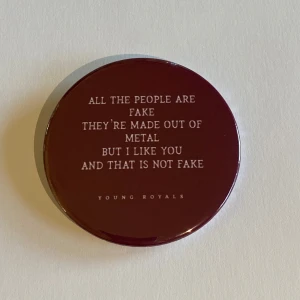 ALL THE PEOPLE ARE
FAKE
THEY'RE MADE OUT OF
METAL
BUT I LIKE YOU
AND THAT IS NOT FAKE
YOUNG ROYALS